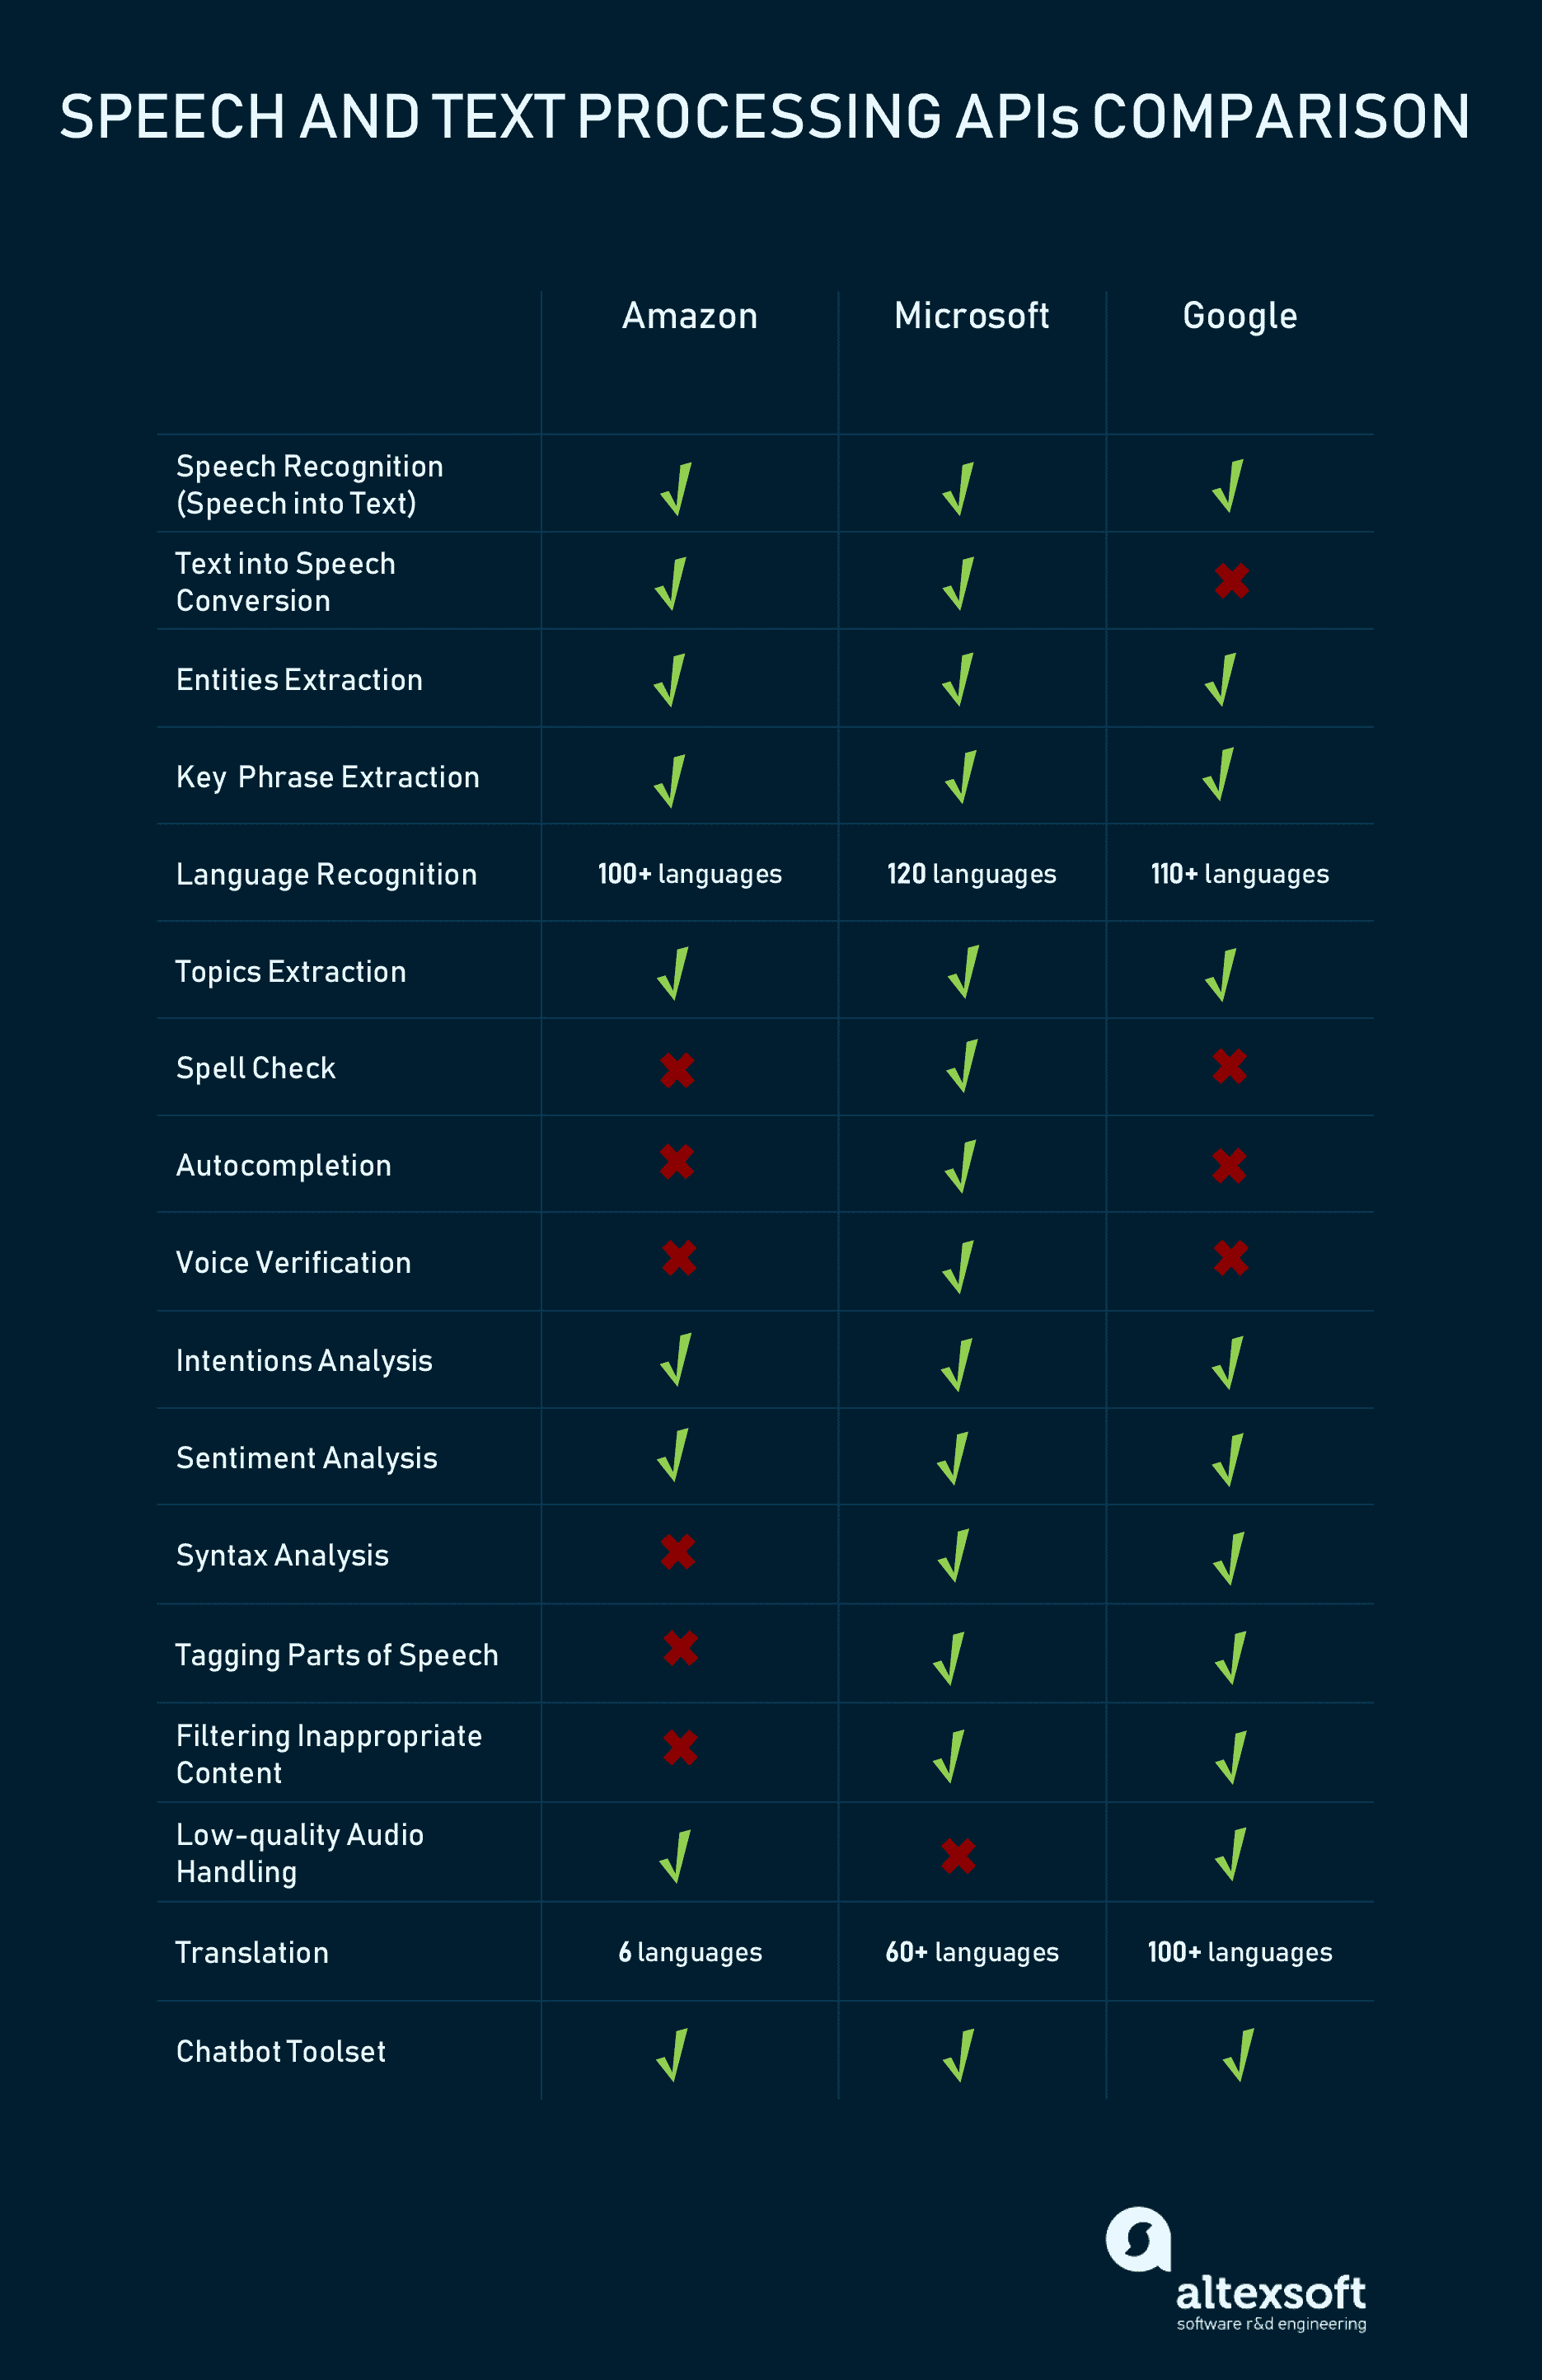 SPEECH AND TEXT PROCESSING APIs COMPARISON
Amazon Microsoft Google
Speech Recognition
(Speech into Text)
Text into Speech
Conversion
Entities Extraction
Key Phrase Extraction
Language Recognition 100+ languages 120 languages 110+ languages
Topics Extraction
Spell Check
Autocompletion
Voice Verification
Intentions Analysis
Sentiment Analysis
Syntax Analysis
Tagging Parts of Speech
Filtering Inappropriate
Content
Low-quality Audio
Handling
Translation 6 languages 60+ languages 100+ languages
Chatbot Toolset
altexsoft
software r&d engineering